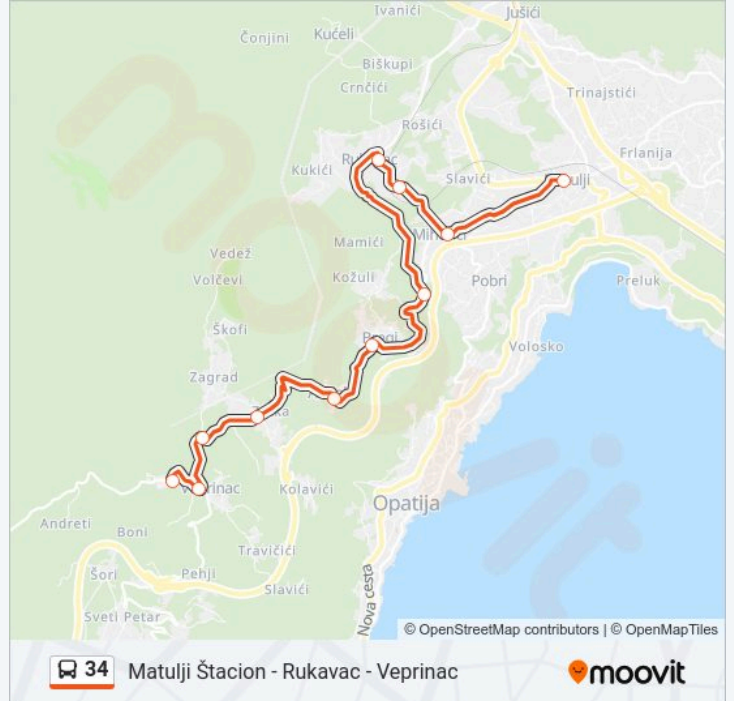 Ivanići
Jušići
Čonjini
Kućeli
Biškupi
Crnčići
Trinajstići
Rošići
Frlanija
Kukići
Slavići
Mamići
Vedež
Volčevi
Kožuli
Pobri
Preluk
Škofi
Volosko
Zagrad
Kolavići
Opatija
Andreti
Boni
Travičići
Šori
Pehji
Slavići
Nova cesta
Sveti Petar
© OpenStreetMap contributors | © OpenMapTiles
34 Matulji Štacion - Rukavac - Veprinac
moovit